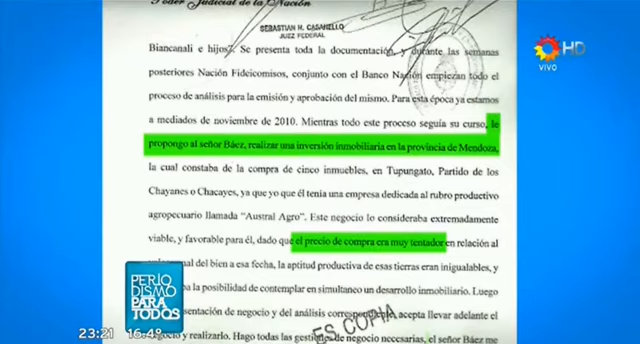 Poder Judicial de la Nación
SEBASTIAN N. CASANELLO
JUEZ FEDERAL
Biancanali e hijos". Se presenta toda la documentación, y durante las semanas
posteriores Nación Fideicomisos, conjunto con el Banco Nación empiezan todo el
proceso de análisis para la emisión y aprobación del mismo. Para esta época ya estamos
a mediados de noviembre de 2010. Mientras todo este proceso seguía su curso, le
propongo al señor Báez, realizar una inversión inmobiliaria en la provincia de Mendoza,
la cual constaba de la compra de cinco inmuebles, en Tupungato, Partido de los
Chayanes o Chacayes, ya que yo que él tenía una empresa dedicada al rubro productivo
agropecuario llamada "Austral Agro". Este negocio lo consideraba extremadamente
viable, y favorable para él, dado que el precio de compra era muy tentador en relación al
del bien a esa fecha, la aptitud productiva de esas tierras eran inigualables, y
la posibilidad de contemplar en simultaneo un desarrollo inmobiliario. Luego
sentación de negocio y del análisis correspondiente, acepta llevar adelante el
negocio y realizarlo. Hago todas las gestiones de negocio necesarias, el señor Báez me
ES COPIA
HD
VIVO
PERIO
DISMO
PARA
TODOS
23:21 16.4°